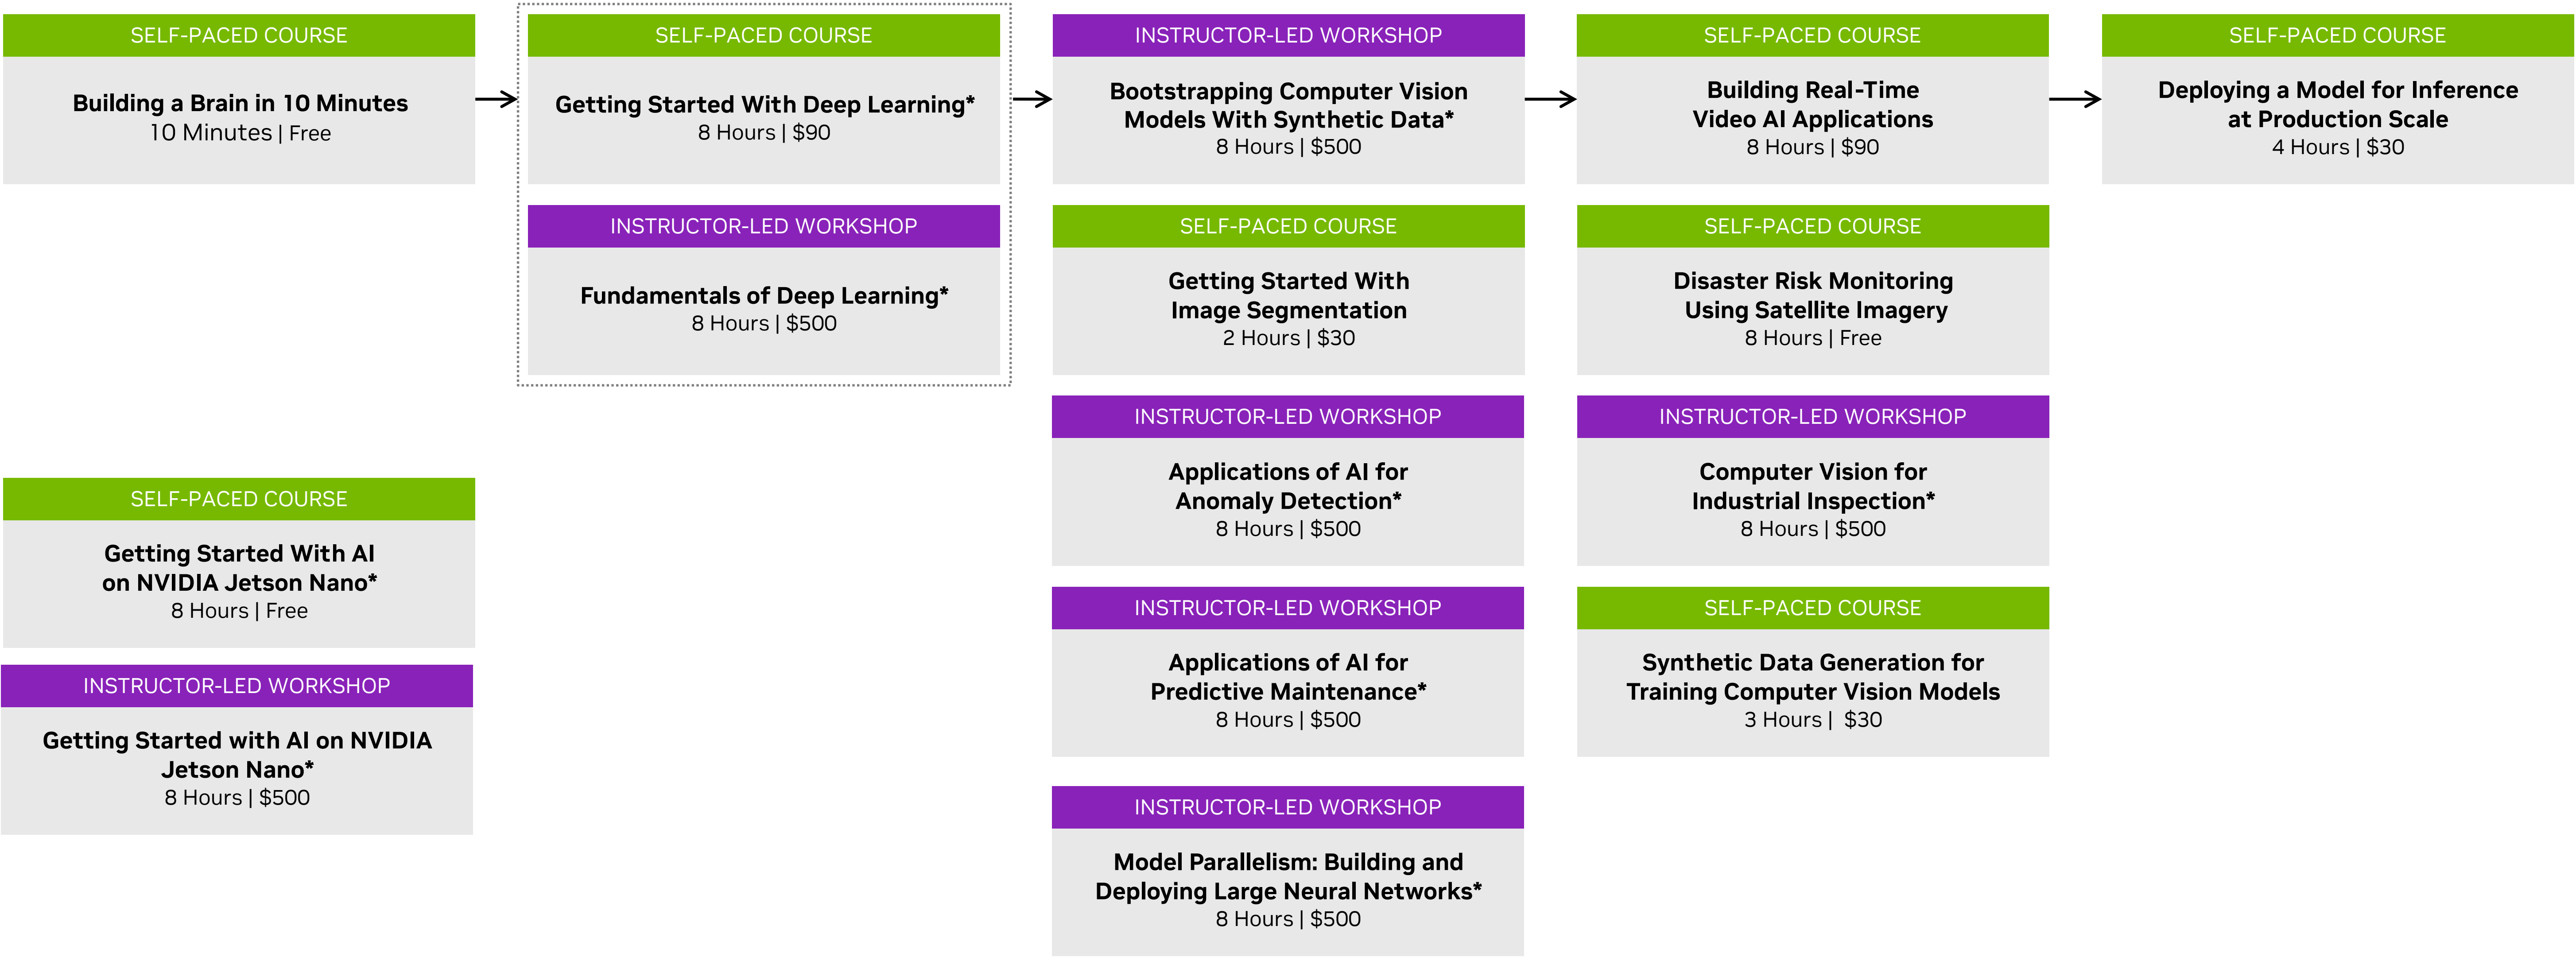 SELF-PACED COURSE
Building a Brain in 10 Minutes
10 Minutes | Free
SELF-PACED COURSE
Getting Started With AI
on NVIDIA Jetson Nano*
8 Hours | Free
INSTRUCTOR-LED WORKSHOP
Getting Started with AI on NVIDIA
Jetson Nano*
8 Hours | $500
SELF-PACED COURSE
Getting Started With Deep Learning*
8 Hours | $90
INSTRUCTOR-LED WORKSHOP
Fundamentals of Deep Learning*
8 Hours | $500
INSTRUCTOR-LED WORKSHOP
Bootstrapping Computer Vision
Models With Synthetic Data*
8 Hours | $500
SELF-PACED COURSE
Getting Started With
Image Segmentation
2 Hours | $30
INSTRUCTOR-LED WORKSHOP
Applications of AI for
Anomaly Detection*
8 Hours | $500
INSTRUCTOR-LED WORKSHOP
Applications of AI for
Predictive Maintenance*
8 Hours | $500
INSTRUCTOR-LED WORKSHOP
Model Parallelism: Building and
Deploying Large Neural Networks*
8 Hours | $500
SELF-PACED COURSE
Building Real-Time
Video AI Applications
8 Hours | $90
SELF-PACED COURSE
Disaster Risk Monitoring
Using Satellite Imagery
8 Hours | Free
INSTRUCTOR-LED WORKSHOP
Computer Vision for
Industrial Inspection*
8 Hours | $500
SELF-PACED COURSE
Synthetic Data Generation for
Training Computer Vision Models
3 Hours | $30
SELF-PACED COURSE
Deploying a Model for Inference
at Production Scale
4 Hours | $30